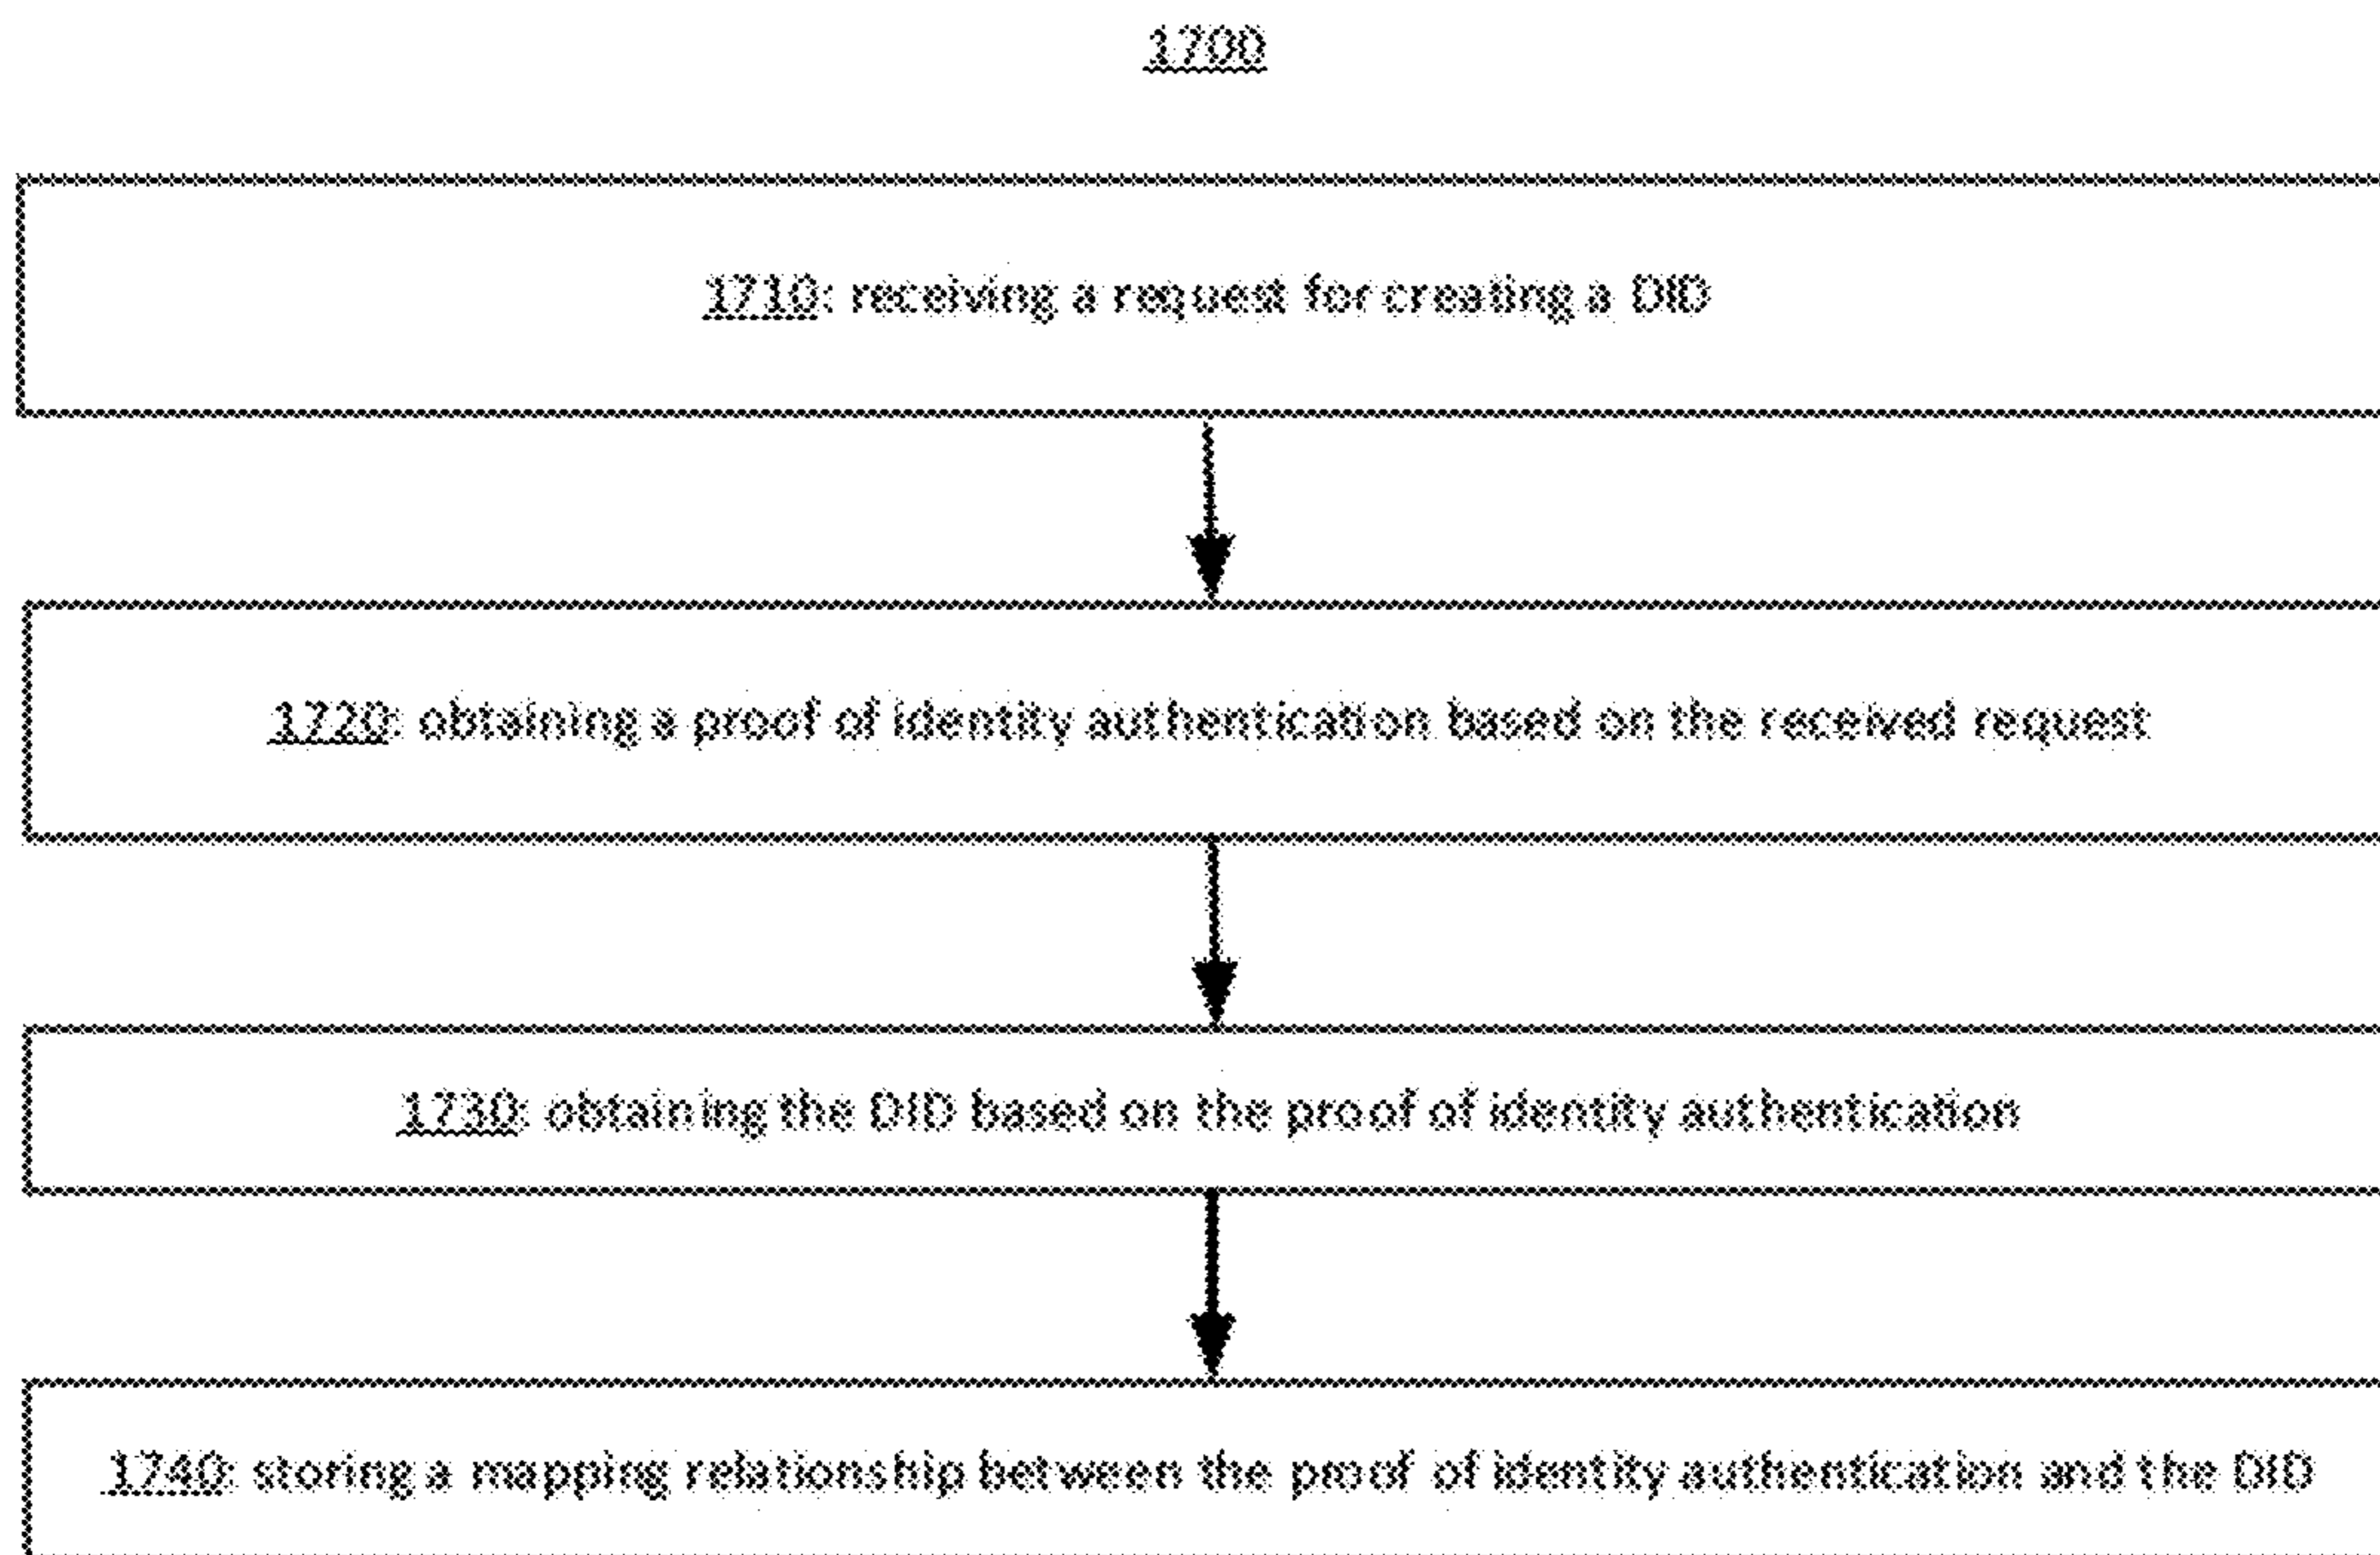 1700
1710: receiving a request for creating a DID
1720: obtaining a proof of identity authentication based on the received request
1730: obtaining the DID based on the proof of identity authentication
1740: storing a mapping relationship between the proof of identity authentication and the DID